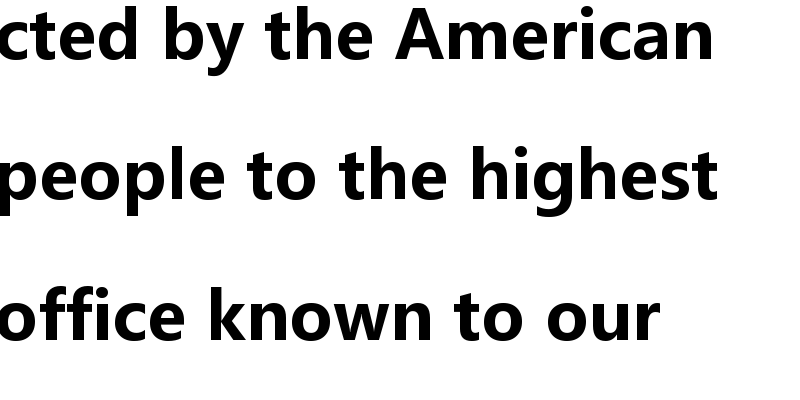 cted by the American
people to the highest
office known to our